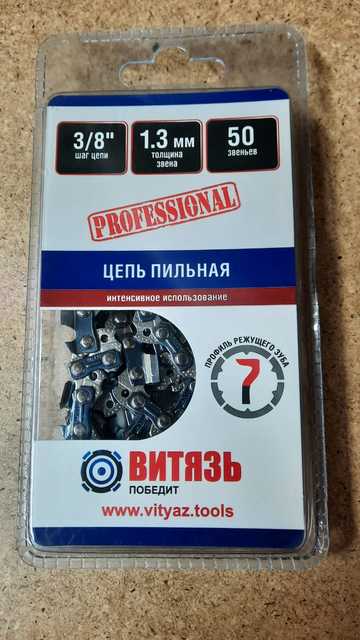 3/8"
шаг цепи
1.3 мм
толщина
звена
50
звеньев
PROFESSIONAL
ЦЕПЬ ПИЛЬНАЯ
интенсивное использование
ПРОФИЛЬ РЕЖУЩЕГО ЗУБА
7
ВИТЯЗЬ
ПОБЕДИТ
www.vityaz.tools